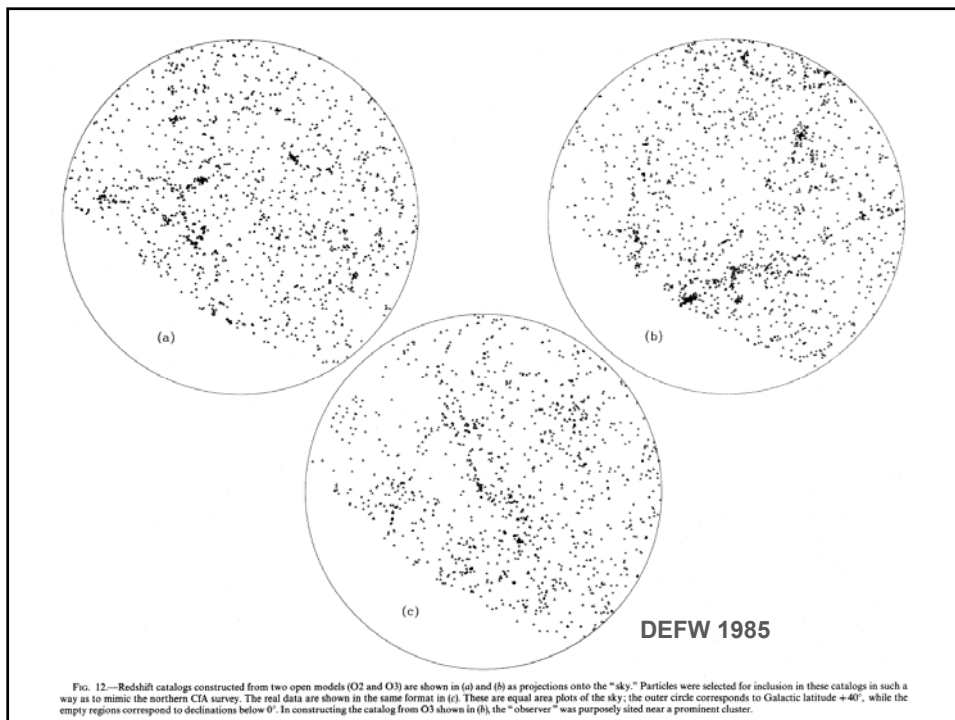 (a)
(b)
(c)
DEFW 1985
FIG. 12.—Redshift catalogs constructed from two open models (O2 and O3) are shown in (a) and (b) as projections onto the "sky." Particles were selected for inclusion in these catalogs in such a
way as to mimic the northern CfA survey. The real data are shown in the same format in (c). These are equal area plots of the sky; the outer circle corresponds to Galactic latitude +40°, while the
empty regions correspond to declinations below 0°. In constructing the catalog from O3 shown in (b), the "observer" was purposely sited near a prominent cluster.